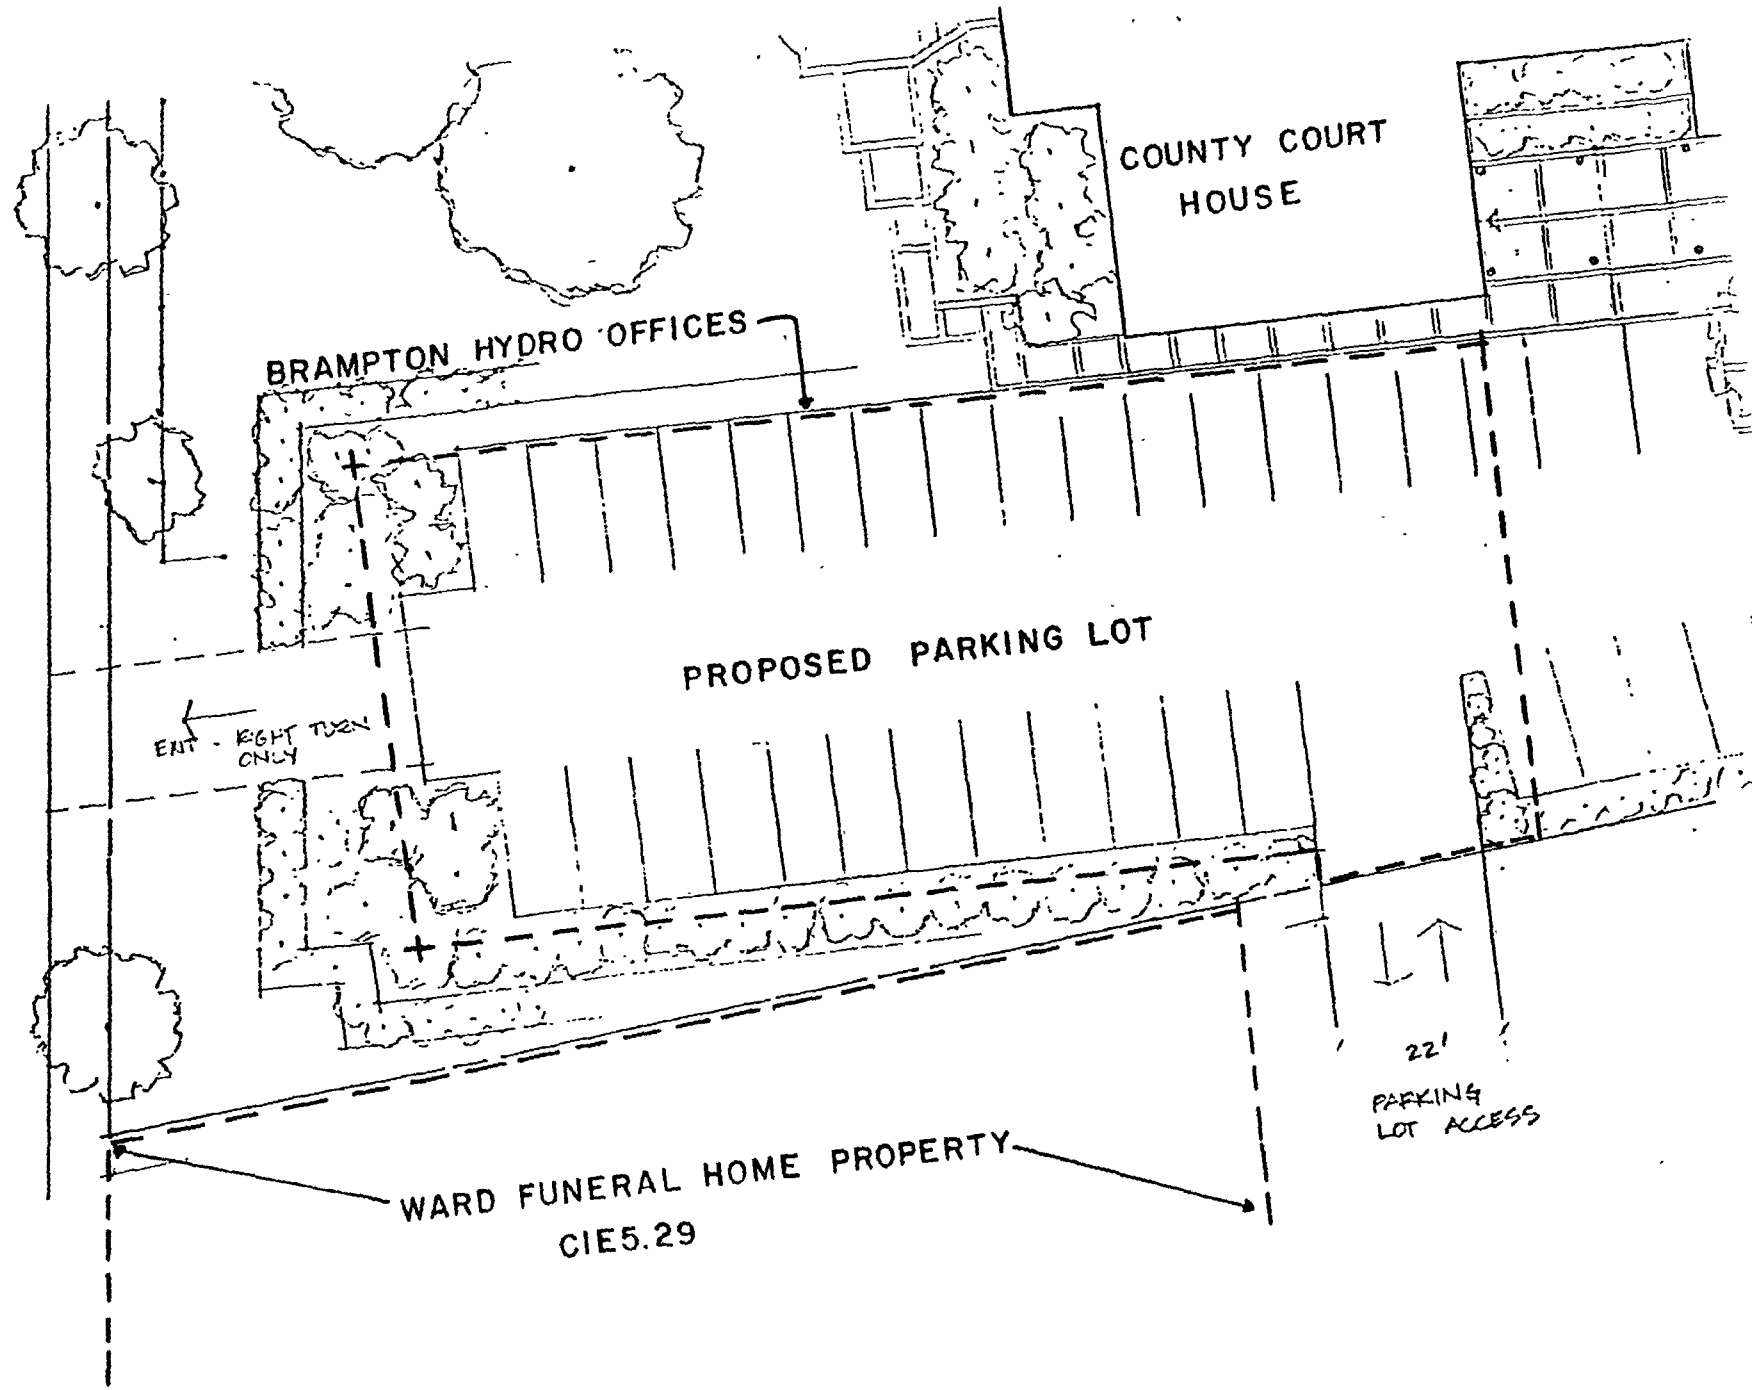 COUNTY COURT
HOUSE
BRAMPTON HYDRO OFFICES
PROPOSED PARKING LOT
ENT - RIGHT TURN
ONLY
22'
PARKING
LOT ACCESS
WARD FUNERAL HOME PROPERTY
CIE5.29